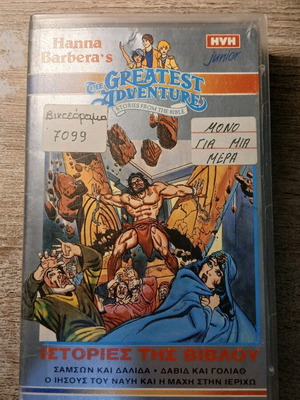 Hanna
Barbera's
HVH
Junior
THE GREATEST
ADVENTURE
STORIES FROM THE BIBLE
Βιντεόραμα
7099
ΜΟΝΟ
ΓΙΑ ΜΙΑ
ΜΕΡΑ
ΙΣΤΟΡΙΕΣ ΤΗΣ ΒΙΒΛΟΥ
ΣΑΜΣΩΝ ΚΑΙ ΔΑΛΙΔΑ • ΔΑΒΙΔ ΚΑΙ ΓΟΛΙΑΘ
Ο ΙΗΣΟΥΣ ΤΟΥ ΝΑΥΗ ΚΑΙ Η ΜΑΧΗ ΣΤΗΝ ΙΕΡΙΧΩ